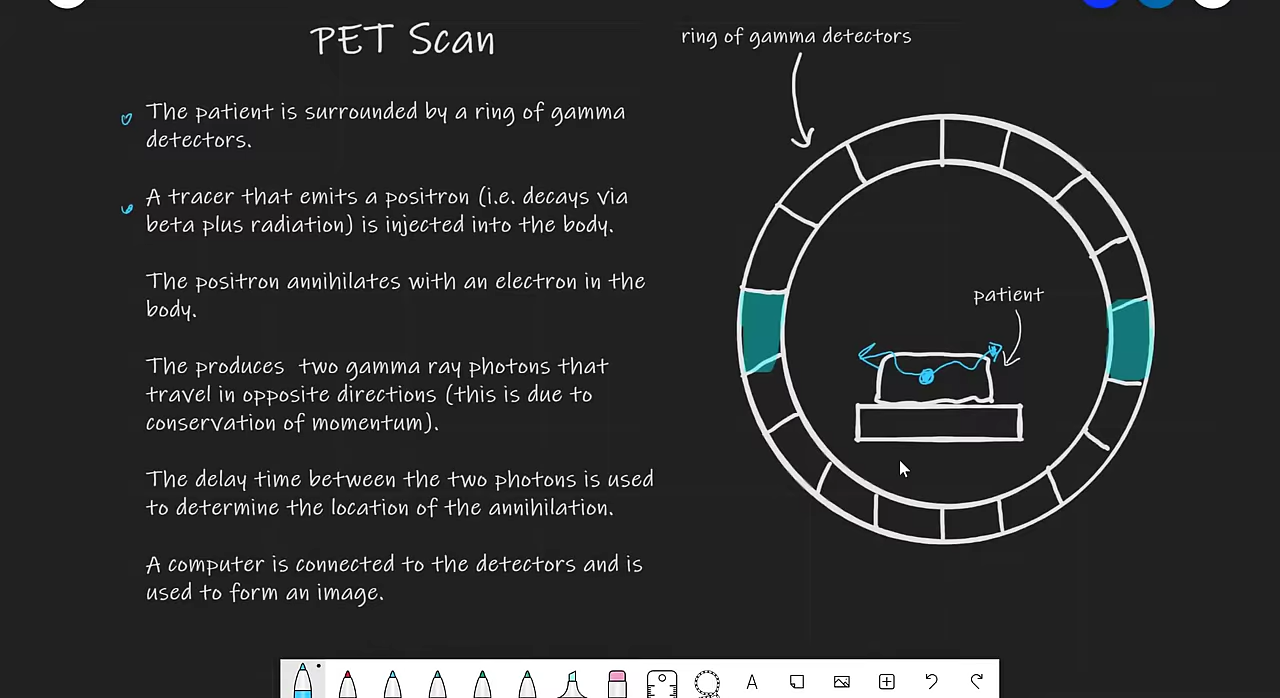 PET Scan
ring of gamma detectors
The patient is surrounded by a ring of gamma
detectors.
A tracer that emits a positron (i.e. decays via
beta plus radiation) is injected into the body.
The positron annihilates with an electron in the
body.
patient
The produces two gamma ray photons that
travel in opposite directions (this is due to
conservation of momentum).
The delay time between the two photons is used
to determine the location of the annihilation.
A computer is connected to the detectors and is
used to form an image.
A